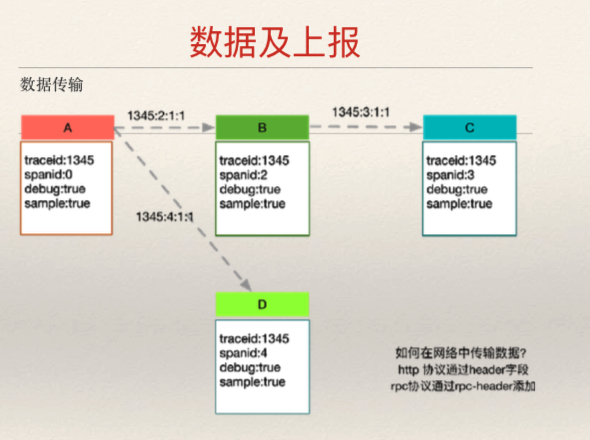 数据及上报
数据传输
1345:2:1:1
1345:3:1:1
A
B
C
traceid:1345
spanid:0
debug:true
sample:true
traceid:1345
spanid:2
debug:true
sample:true
traceid:1345
spanid:3
debug:true
sample:true
1345:4:1:1
D
traceid:1345
spanid:4
debug:true
sample:true
如何在网络中传输数据?
http 协议通过header字段
rpc协议通过rpc-header添加